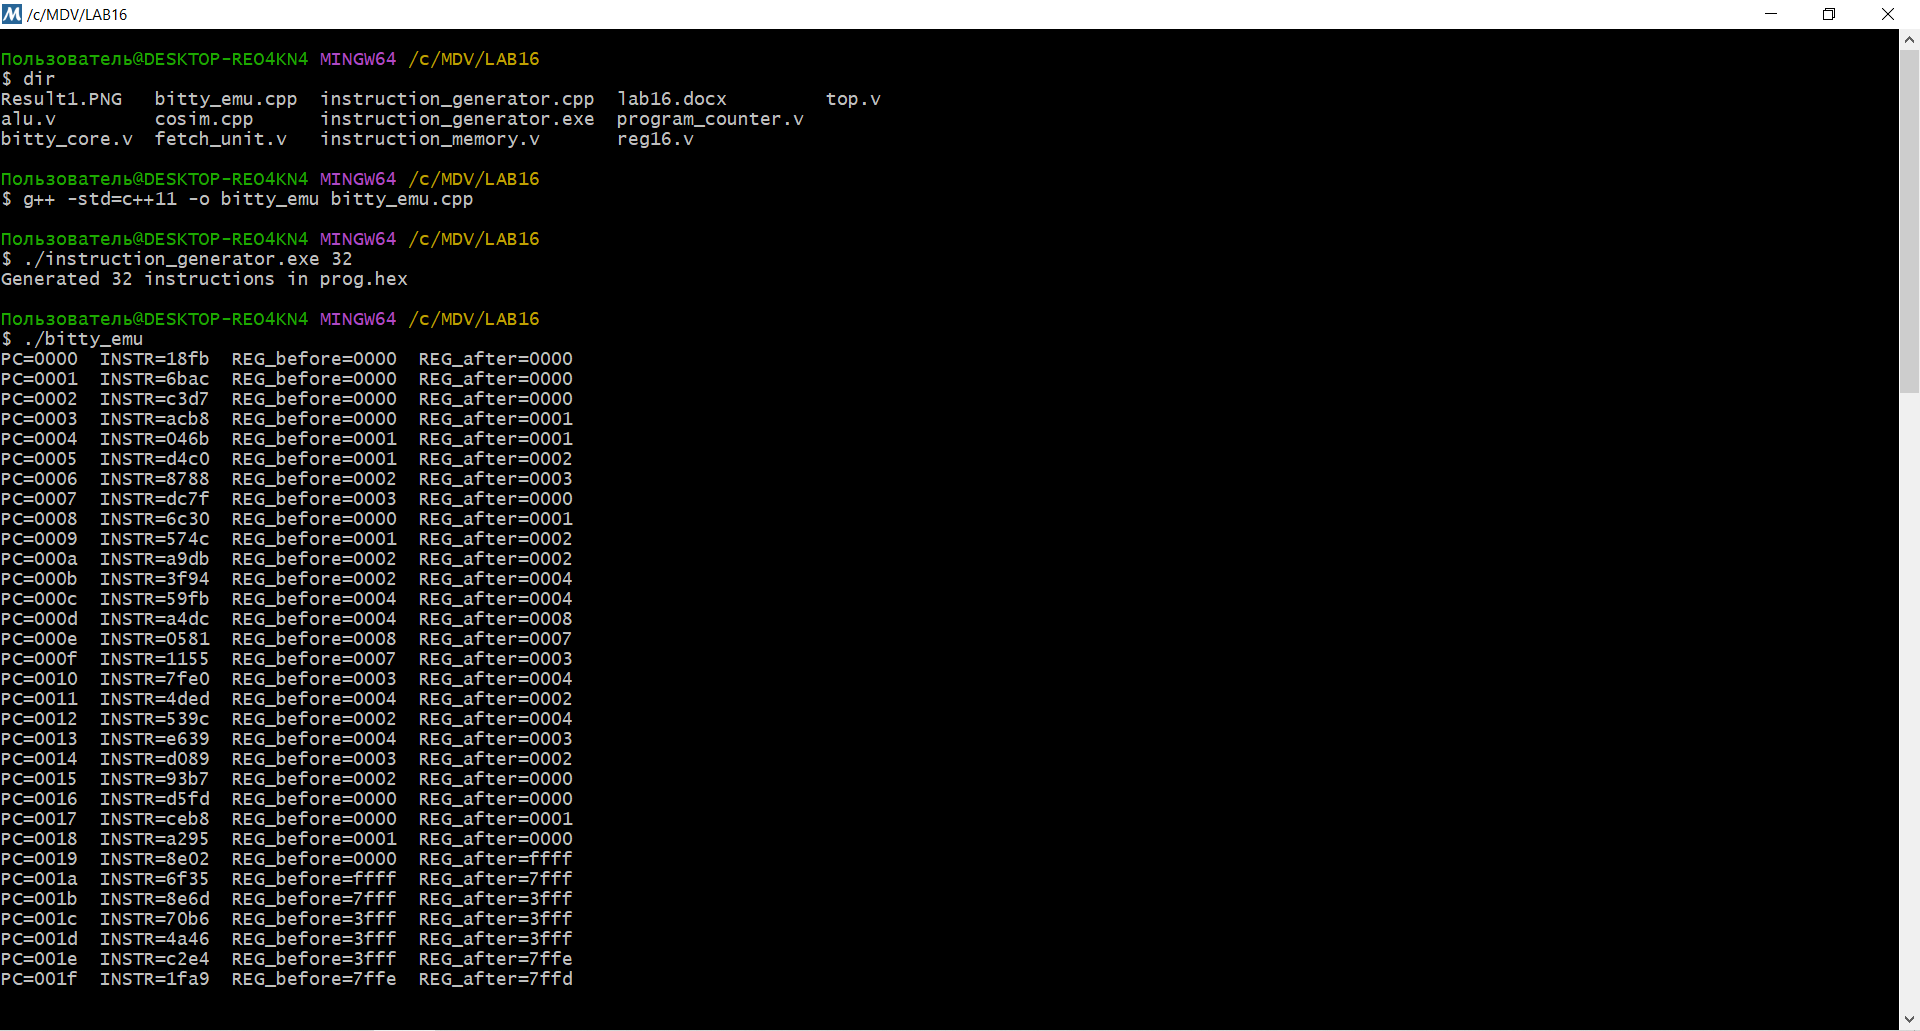 M /c/MDV/LAB16
Пользователь@DESKTOP-REO4KN4 MINGW64 /c/MDV/LAB16
$ dir
Result1.PNG bitty_emu.cpp instruction_generator.cpp lab16.docx top.v
alu.v cosim.cpp instruction_generator.exe program_counter.v
bitty_core.v fetch_unit.v instruction_memory.v reg16.v
Пользователь@DESKTOP-REO4KN4 MINGW64 /c/MDV/LAB16
$ g++ -std=c++11 -o bitty_emu bitty_emu.cpp
Пользователь@DESKTOP-REO4KN4 MINGW64 /c/MDV/LAB16
$ ./instruction_generator.exe 32
Generated 32 instructions in prog.hex
Пользователь@DESKTOP-REO4KN4 MINGW64 /c/MDV/LAB16
$ ./bitty_emu
PC=0000 INSTR=18fb REG_before=0000 REG_after=0000
PC=0001 INSTR=6bac REG_before=0000 REG_after=0000
PC=0002 INSTR=c3d7 REG_before=0000 REG_after=0000
PC=0003 INSTR=acb8 REG_before=0000 REG_after=0001
PC=0004 INSTR=046b REG_before=0001 REG_after=0001
PC=0005 INSTR=d4c0 REG_before=0001 REG_after=0002
PC=0006 INSTR=8788 REG_before=0002 REG_after=0003
PC=0007 INSTR=dc7f REG_before=0003 REG_after=0000
PC=0008 INSTR=6c30 REG_before=0000 REG_after=0001
PC=0009 INSTR=574c REG_before=0001 REG_after=0002
PC=000a INSTR=a9db REG_before=0002 REG_after=0002
PC=000b INSTR=3f94 REG_before=0002 REG_after=0004
PC=000c INSTR=59fb REG_before=0004 REG_after=0004
PC=000d INSTR=a4dc REG_before=0004 REG_after=0008
PC=000e INSTR=0581 REG_before=0008 REG_after=0007
PC=000f INSTR=1155 REG_before=0007 REG_after=0003
PC=0010 INSTR=7fe0 REG_before=0003 REG_after=0004
PC=0011 INSTR=4ded REG_before=0004 REG_after=0002
PC=0012 INSTR=539c REG_before=0002 REG_after=0004
PC=0013 INSTR=e639 REG_before=0004 REG_after=0003
PC=0014 INSTR=d089 REG_before=0003 REG_after=0002
PC=0015 INSTR=93b7 REG_before=0002 REG_after=0000
PC=0016 INSTR=d5fd REG_before=0000 REG_after=0000
PC=0017 INSTR=ceb8 REG_before=0000 REG_after=0001
PC=0018 INSTR=a295 REG_before=0001 REG_after=0000
PC=0019 INSTR=8e02 REG_before=0000 REG_after=ffff
PC=001a INSTR=6f35 REG_before=ffff REG_after=7fff
PC=001b INSTR=8e6d REG_before=7fff REG_after=3fff
PC=001c INSTR=70b6 REG_before=3fff REG_after=3fff
PC=001d INSTR=4a46 REG_before=3fff REG_after=3fff
PC=001e INSTR=c2e4 REG_before=3fff REG_after=7ffe
PC=001f INSTR=1fa9 REG_before=7ffe REG_after=7ffd